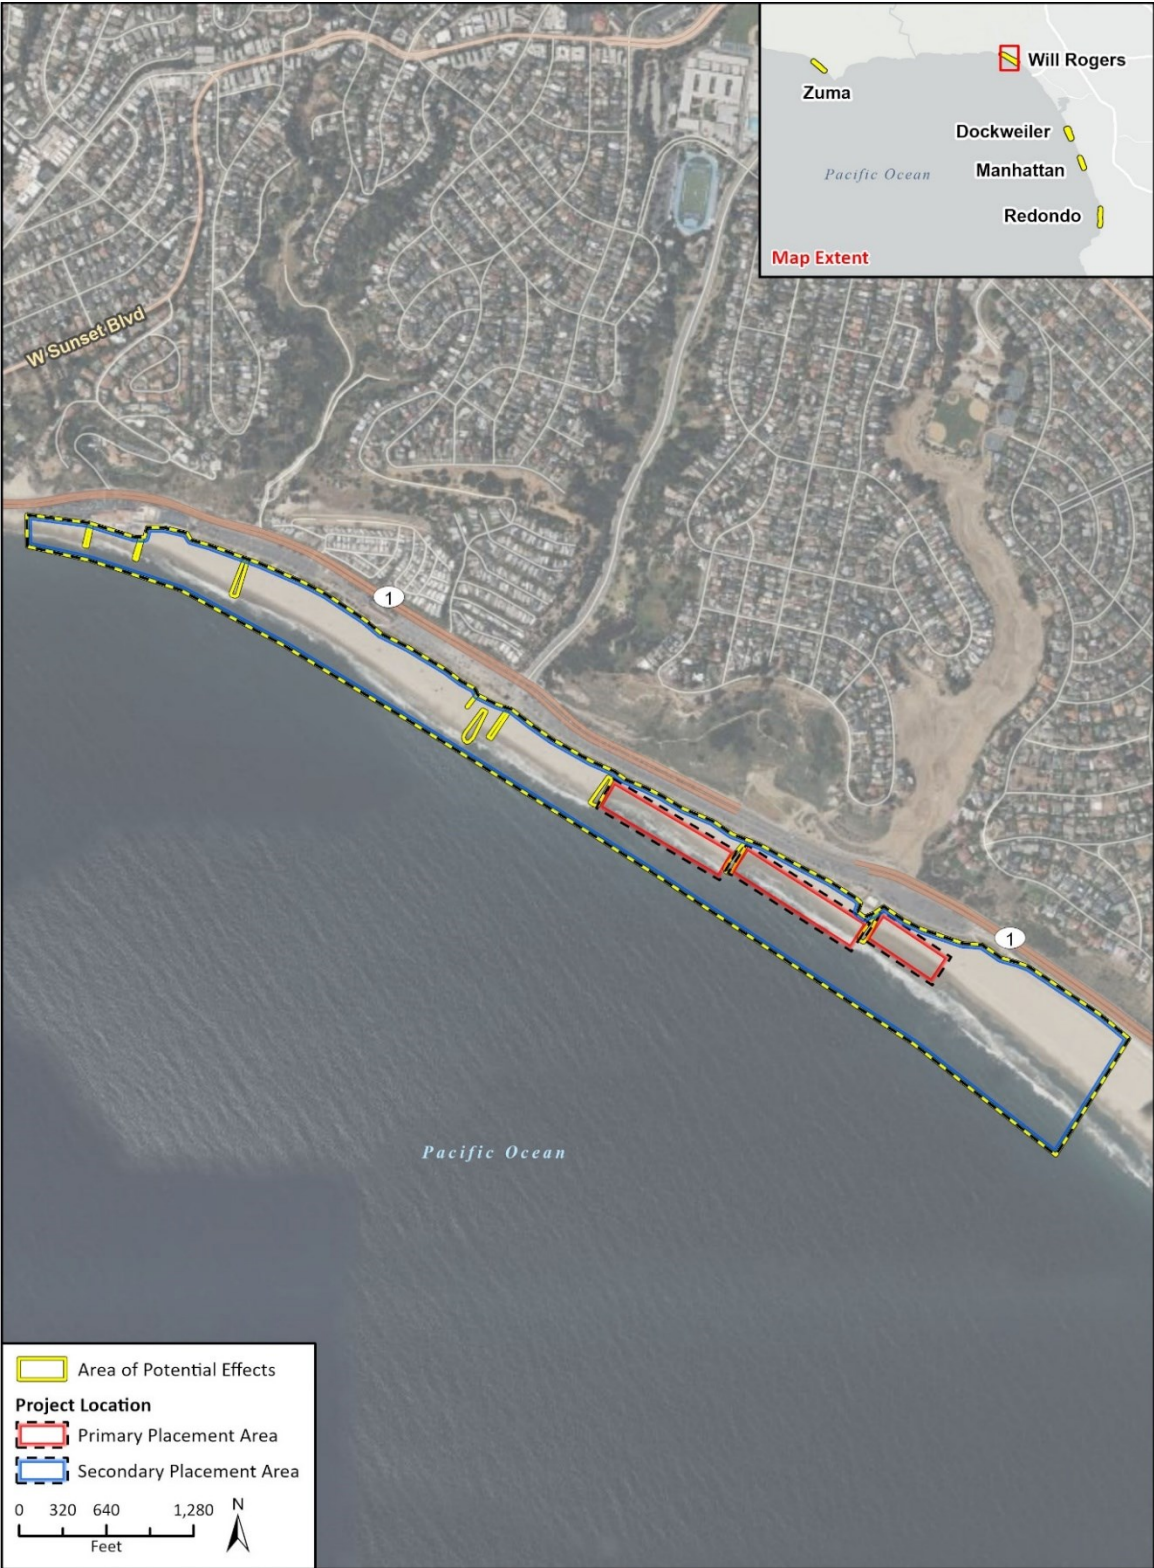 Zuma
Will Rogers
Dockweiler
Manhattan
Pacific Ocean
Redondo
Map Extent
W Sunset Blvd
1
1
Pacific Ocean
Area of Potential Effects
Project Location
Primary Placement Area
Secondary Placement Area
0 320 640 1,280
Feet
N